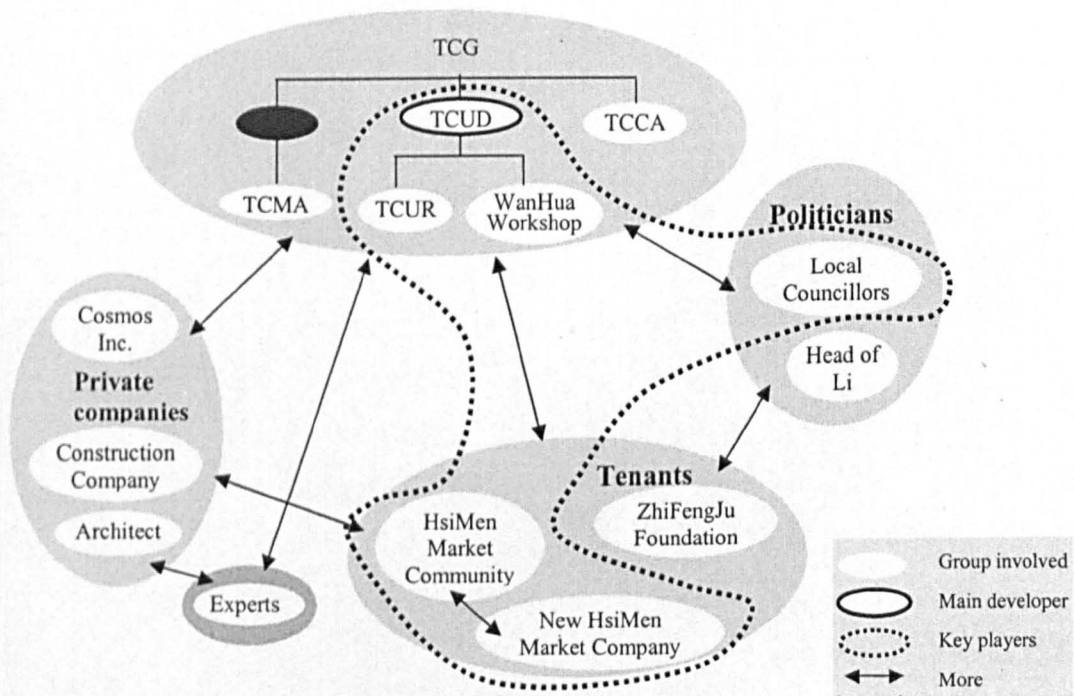 TCG
TCUD
TCCA
TCMA
TCUR
WanHua
Workshop
Politicians
Local
Councillors
Head of
Li
Cosmos
Inc.
Private
companies
Construction
Company
Architect
Experts
Tenants
ZhiFengJu
Foundation
HsiMen
Market
Community
New HsiMen
Market Company
Group involved
Main developer
Key players
More